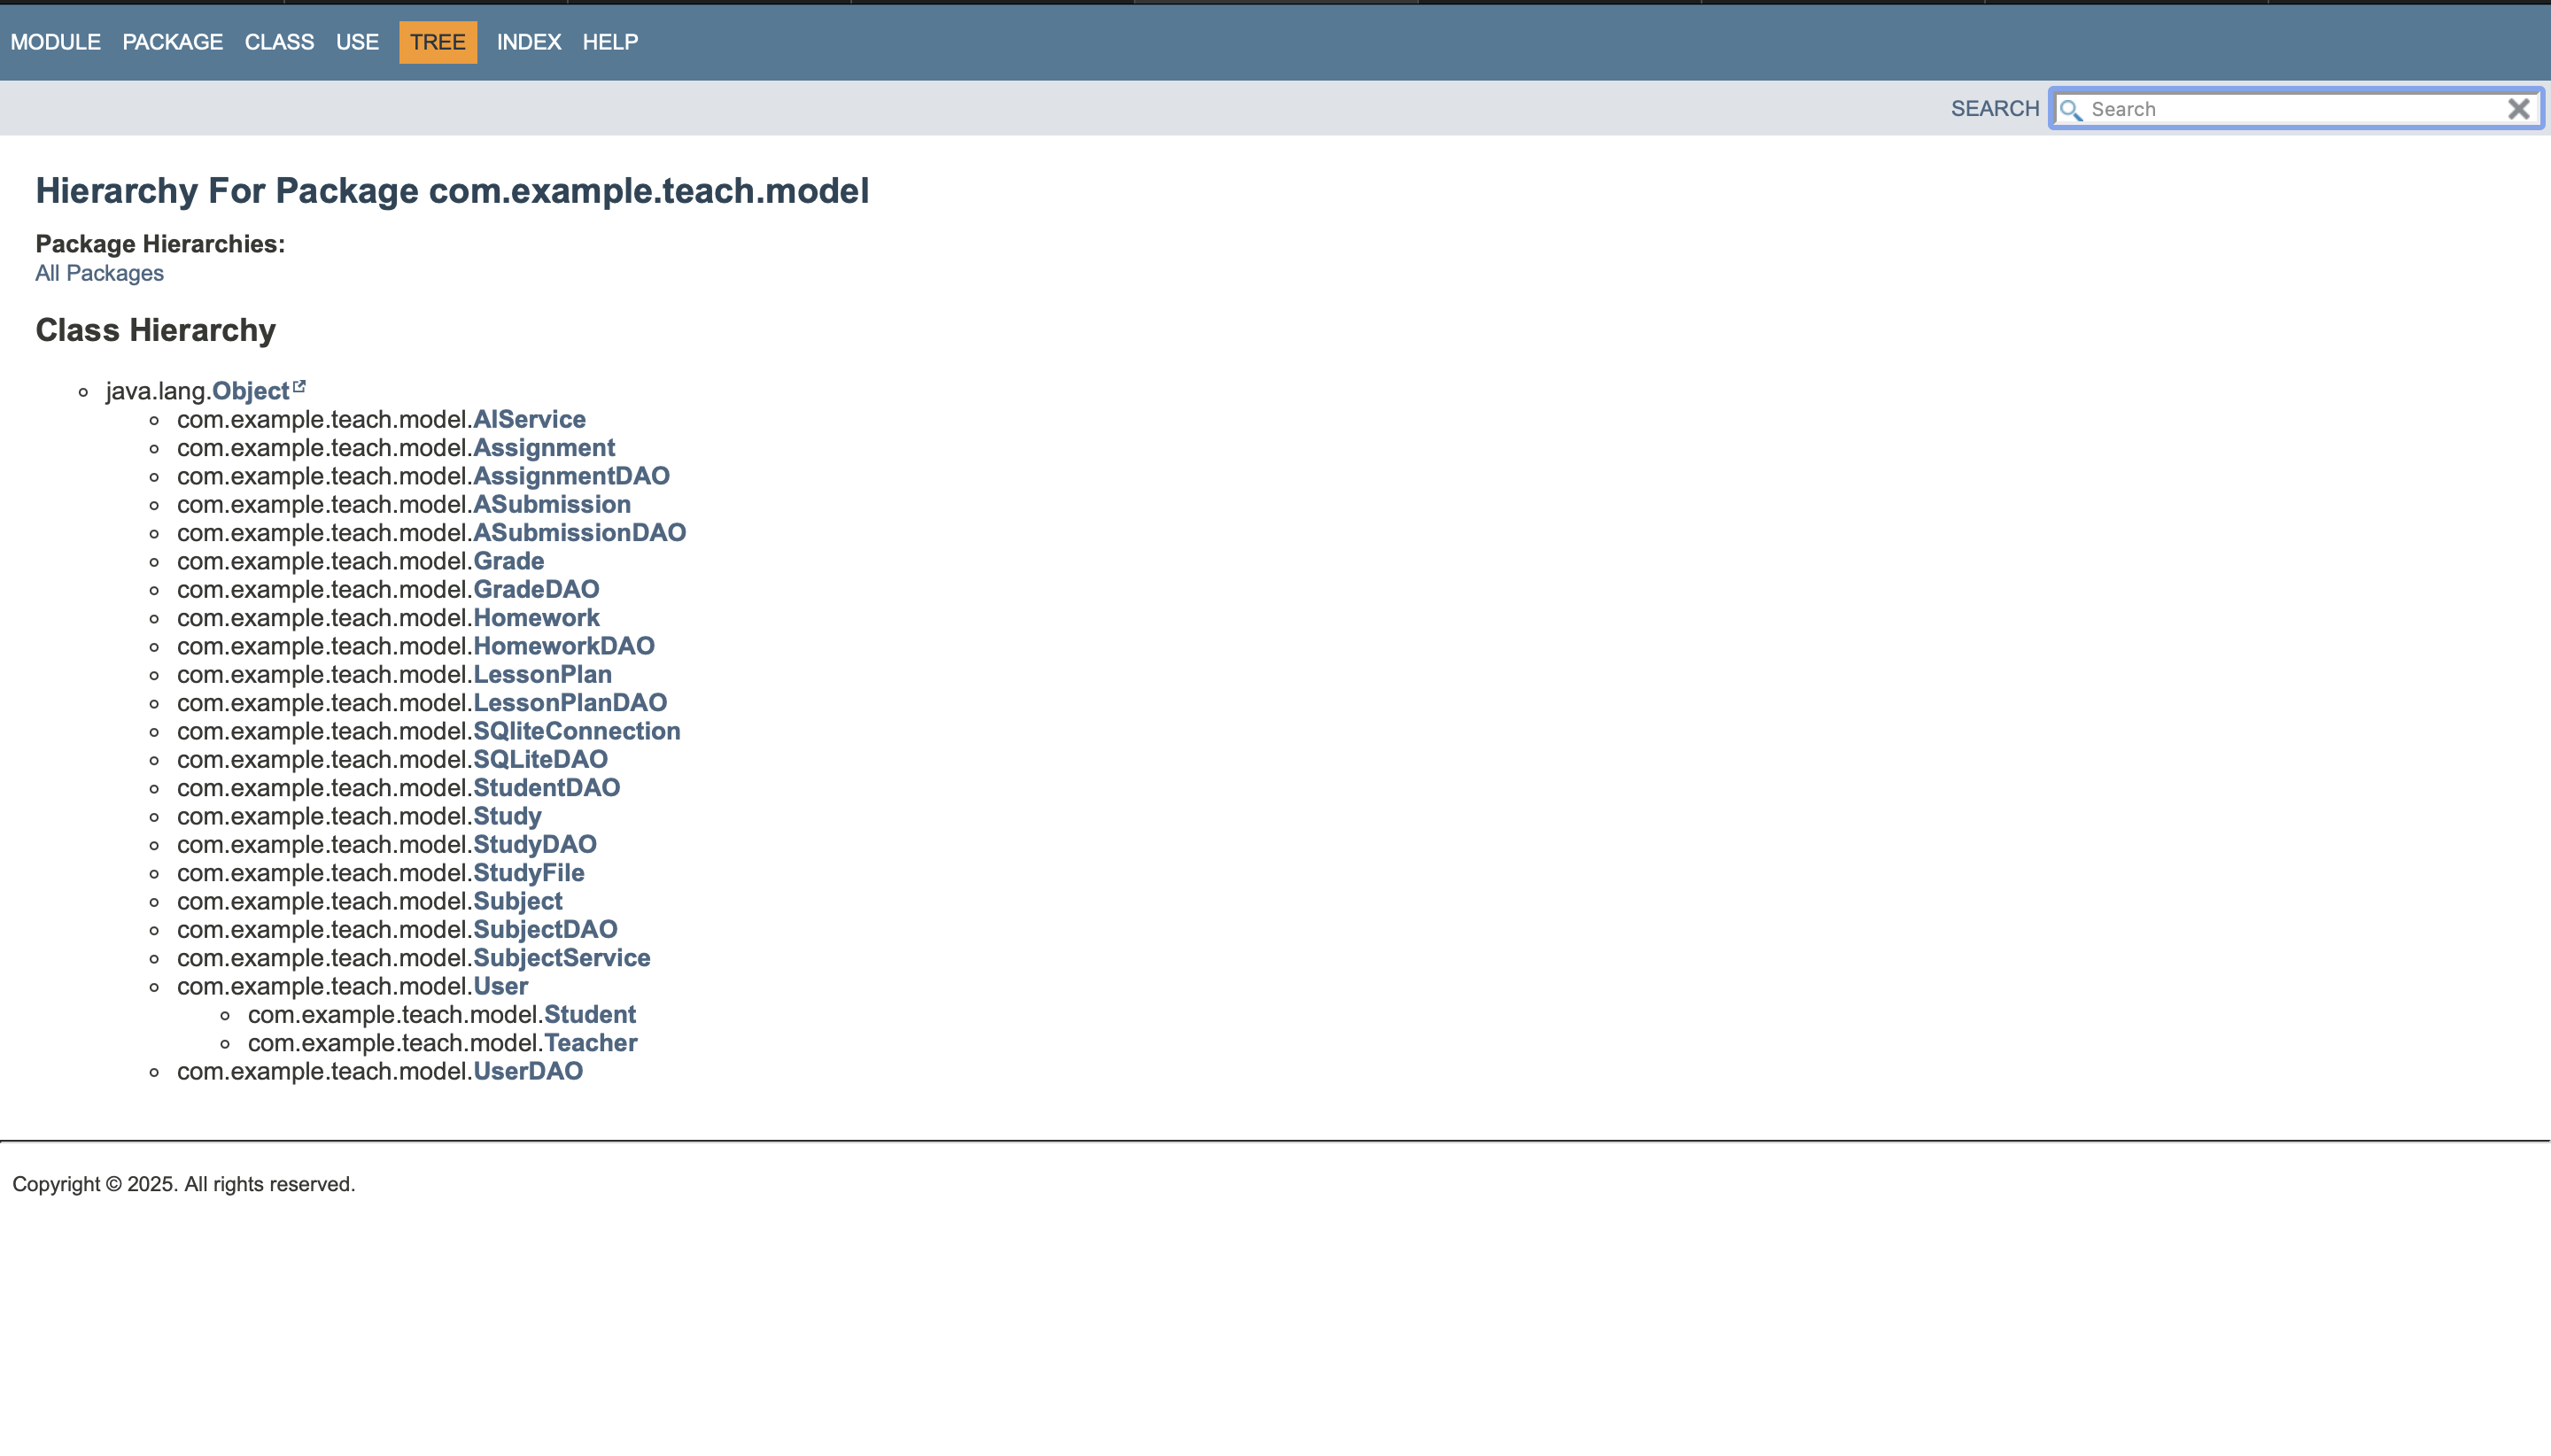 MODULE PACKAGE CLASS USE TREE INDEX HELP
SEARCH Search
Hierarchy For Package com.example.teach.model
Package Hierarchies:
All Packages
Class Hierarchy
java.lang.Object
com.example.teach.model.AIService
com.example.teach.model.Assignment
com.example.teach.model.AssignmentDAO
com.example.teach.model.ASubmission
com.example.teach.model.ASubmissionDAO
com.example.teach.model.Grade
com.example.teach.model.GradeDAO
com.example.teach.model.Homework
com.example.teach.model.HomeworkDAO
com.example.teach.model.LessonPlan
com.example.teach.model.LessonPlanDAO
com.example.teach.model.SQliteConnection
com.example.teach.model.SQLiteDAO
com.example.teach.model.StudentDAO
com.example.teach.model.Study
com.example.teach.model.StudyDAO
com.example.teach.model.StudyFile
com.example.teach.model.Subject
com.example.teach.model.SubjectDAO
com.example.teach.model.SubjectService
com.example.teach.model.User
com.example.teach.model.Student
com.example.teach.model.Teacher
com.example.teach.model.UserDAO
Copyright © 2025. All rights reserved.